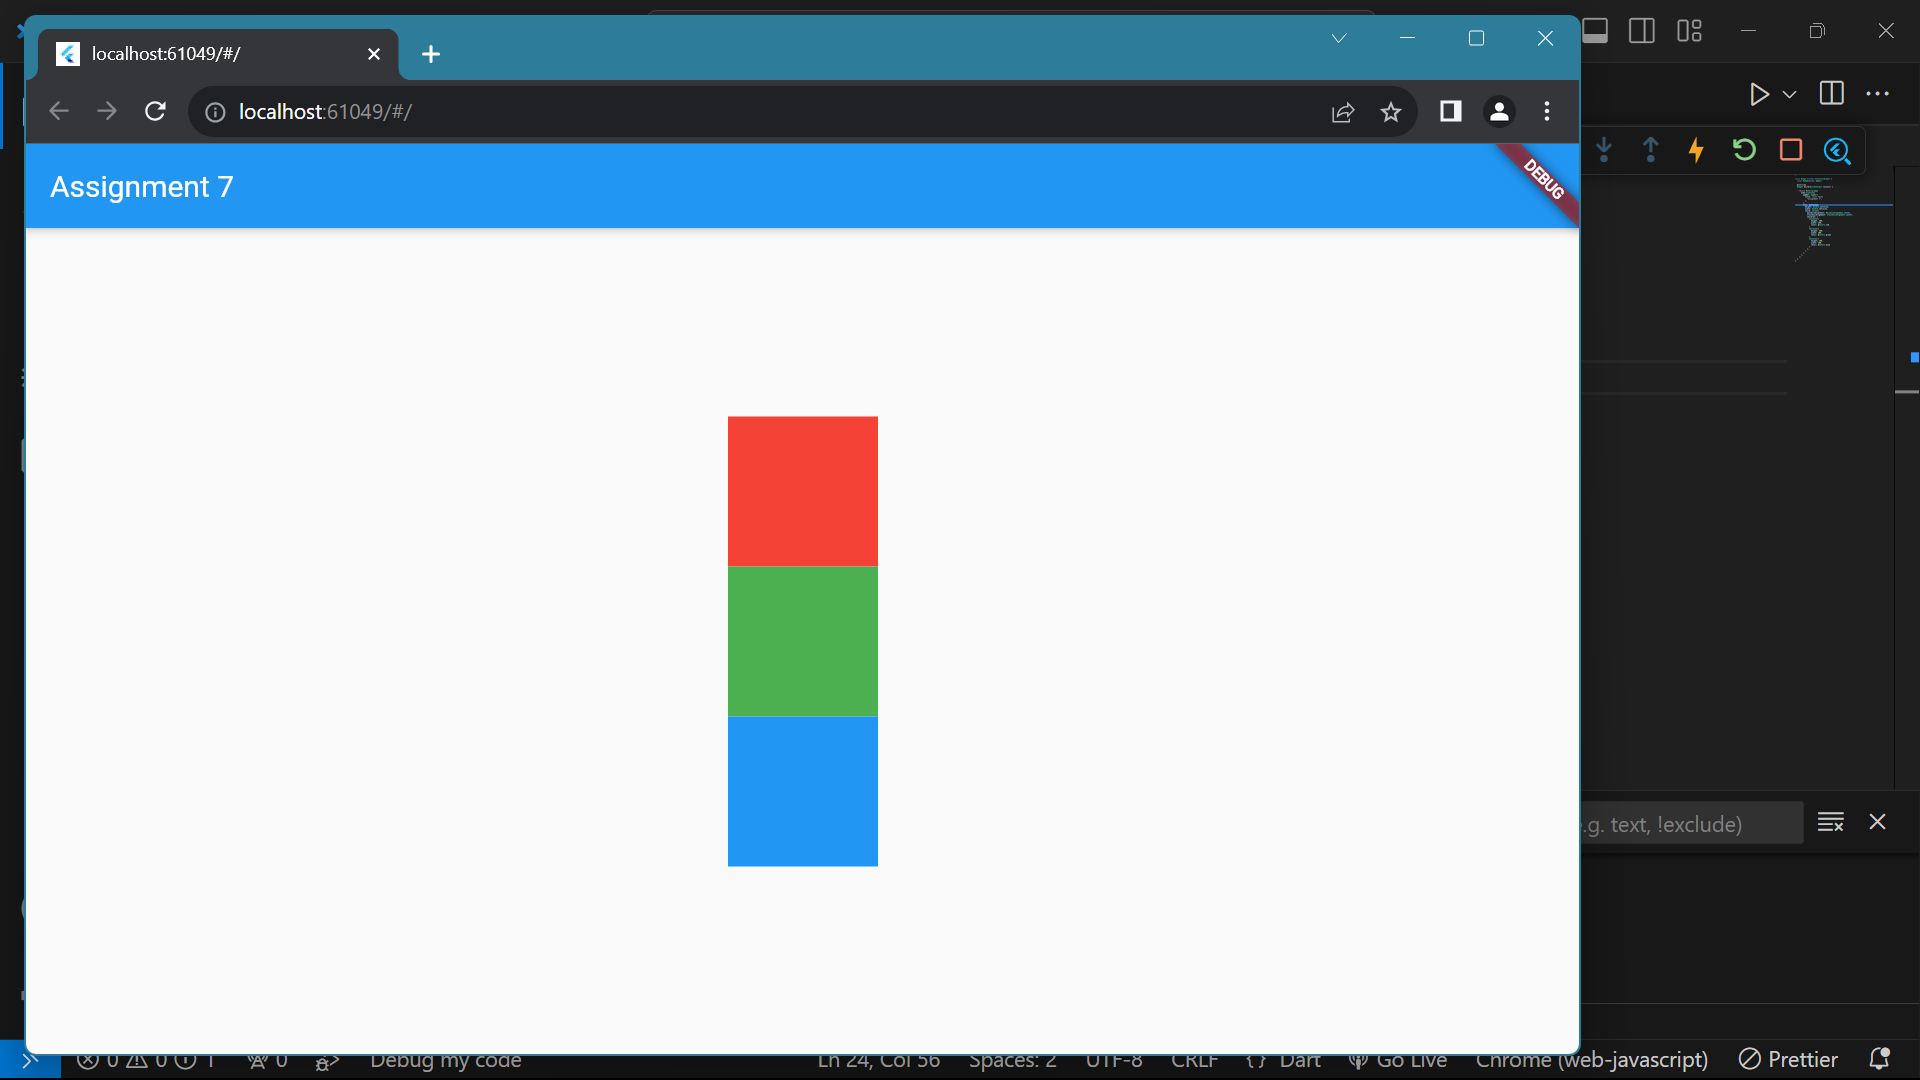 localhost:61049/#/
localhost:61049/#/
Assignment 7
DEBUG
.g. text, !exclude)
0 0 1 0 Debug my code Ln 24, Col 56 Spaces: 2 UTF-8 CRLF {} Dart Go Live Chrome (web-javascript) Prettier